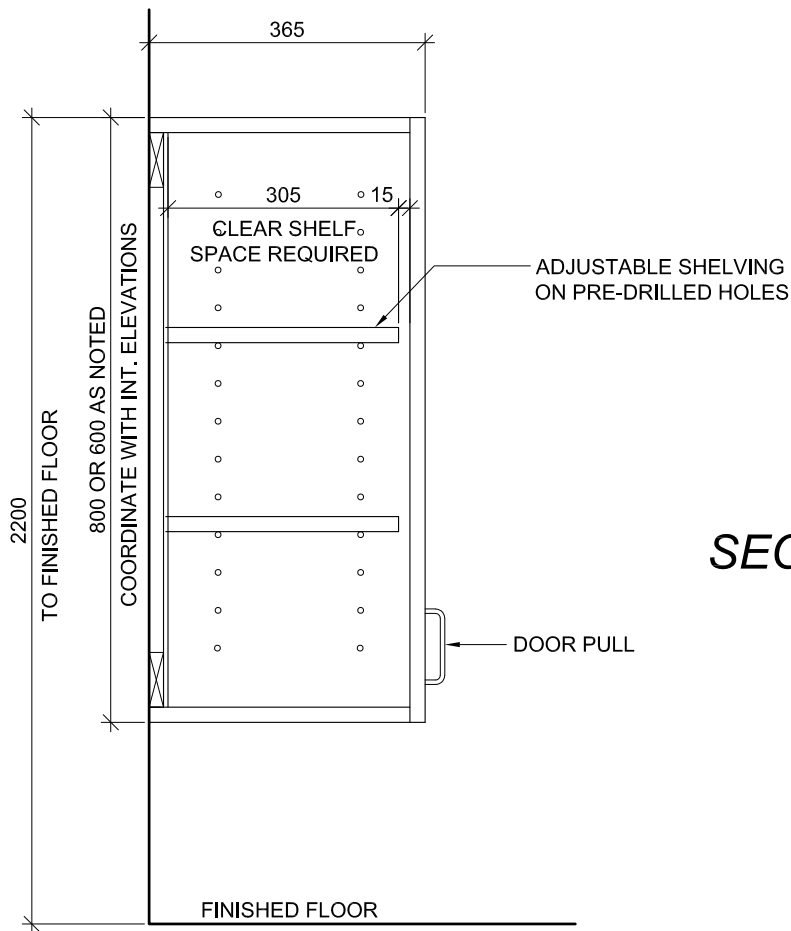 365
305
15
CLEAR SHELF
SPACE REQUIRED
ADJUSTABLE SHELVING
ON PRE-DRILLED HOLES
2200
TO FINISHED FLOOR
800 OR 600 AS NOTED
COORDINATE WITH INT. ELEVATIONS
DOOR PULL
FINISHED FLOOR